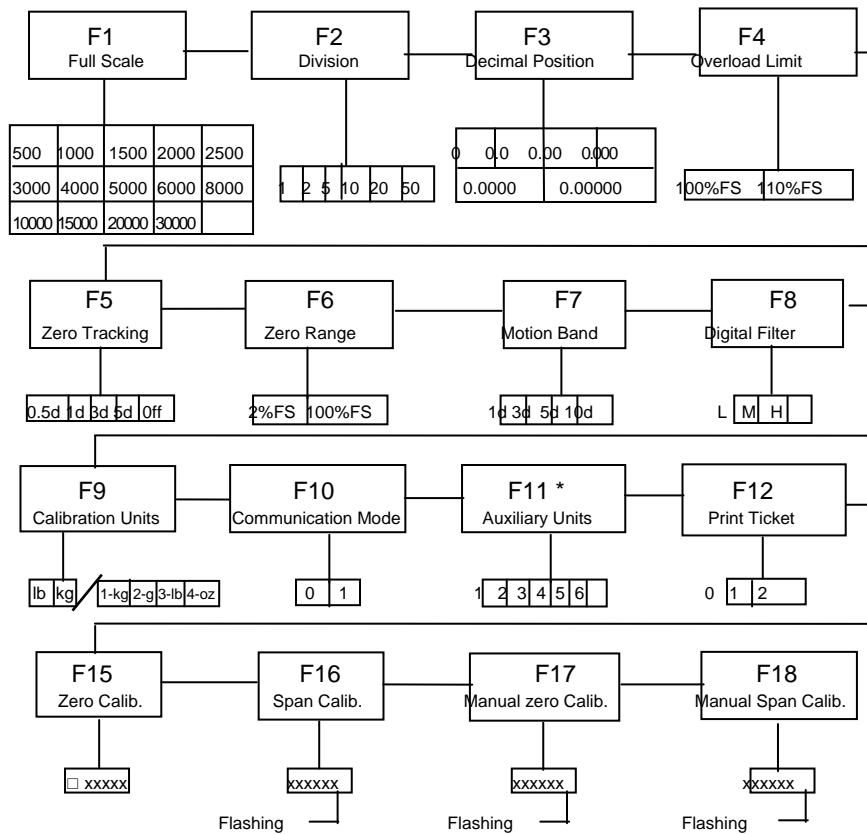 F1 F2 F3 F4
Full Scale Division Decimal Position Overload Limit
500 1000 1500 2000 2500
3000 4000 5000 6000 8000
10000 15000 20000 30000
1 2 5 10 20 50
0 0.0 0.00 0.000
0.0000 0.00000
100%FS 110%FS
F5 F6 F7 F8
Zero Tracking Zero Range Motion Band Digital Filter
0.5d 1d 3d 5d 0ff
2%FS 100%FS
1d 3d 5d 10d
L M H
F9 F10 F11 * F12
Calibration Units Communication Mode Auxiliary Units Print Ticket
lb kg / 1-kg 2-g 3-lb 4-oz
0 1
1 2 3 4 5 6
0 1 2
F15 F16 F17 F18
Zero Calib. Span Calib. Manual zero Calib. Manual Span Calib.
□ xxxxx xxxxxx xxxxxx xxxxxx
Flashing Flashing Flashing